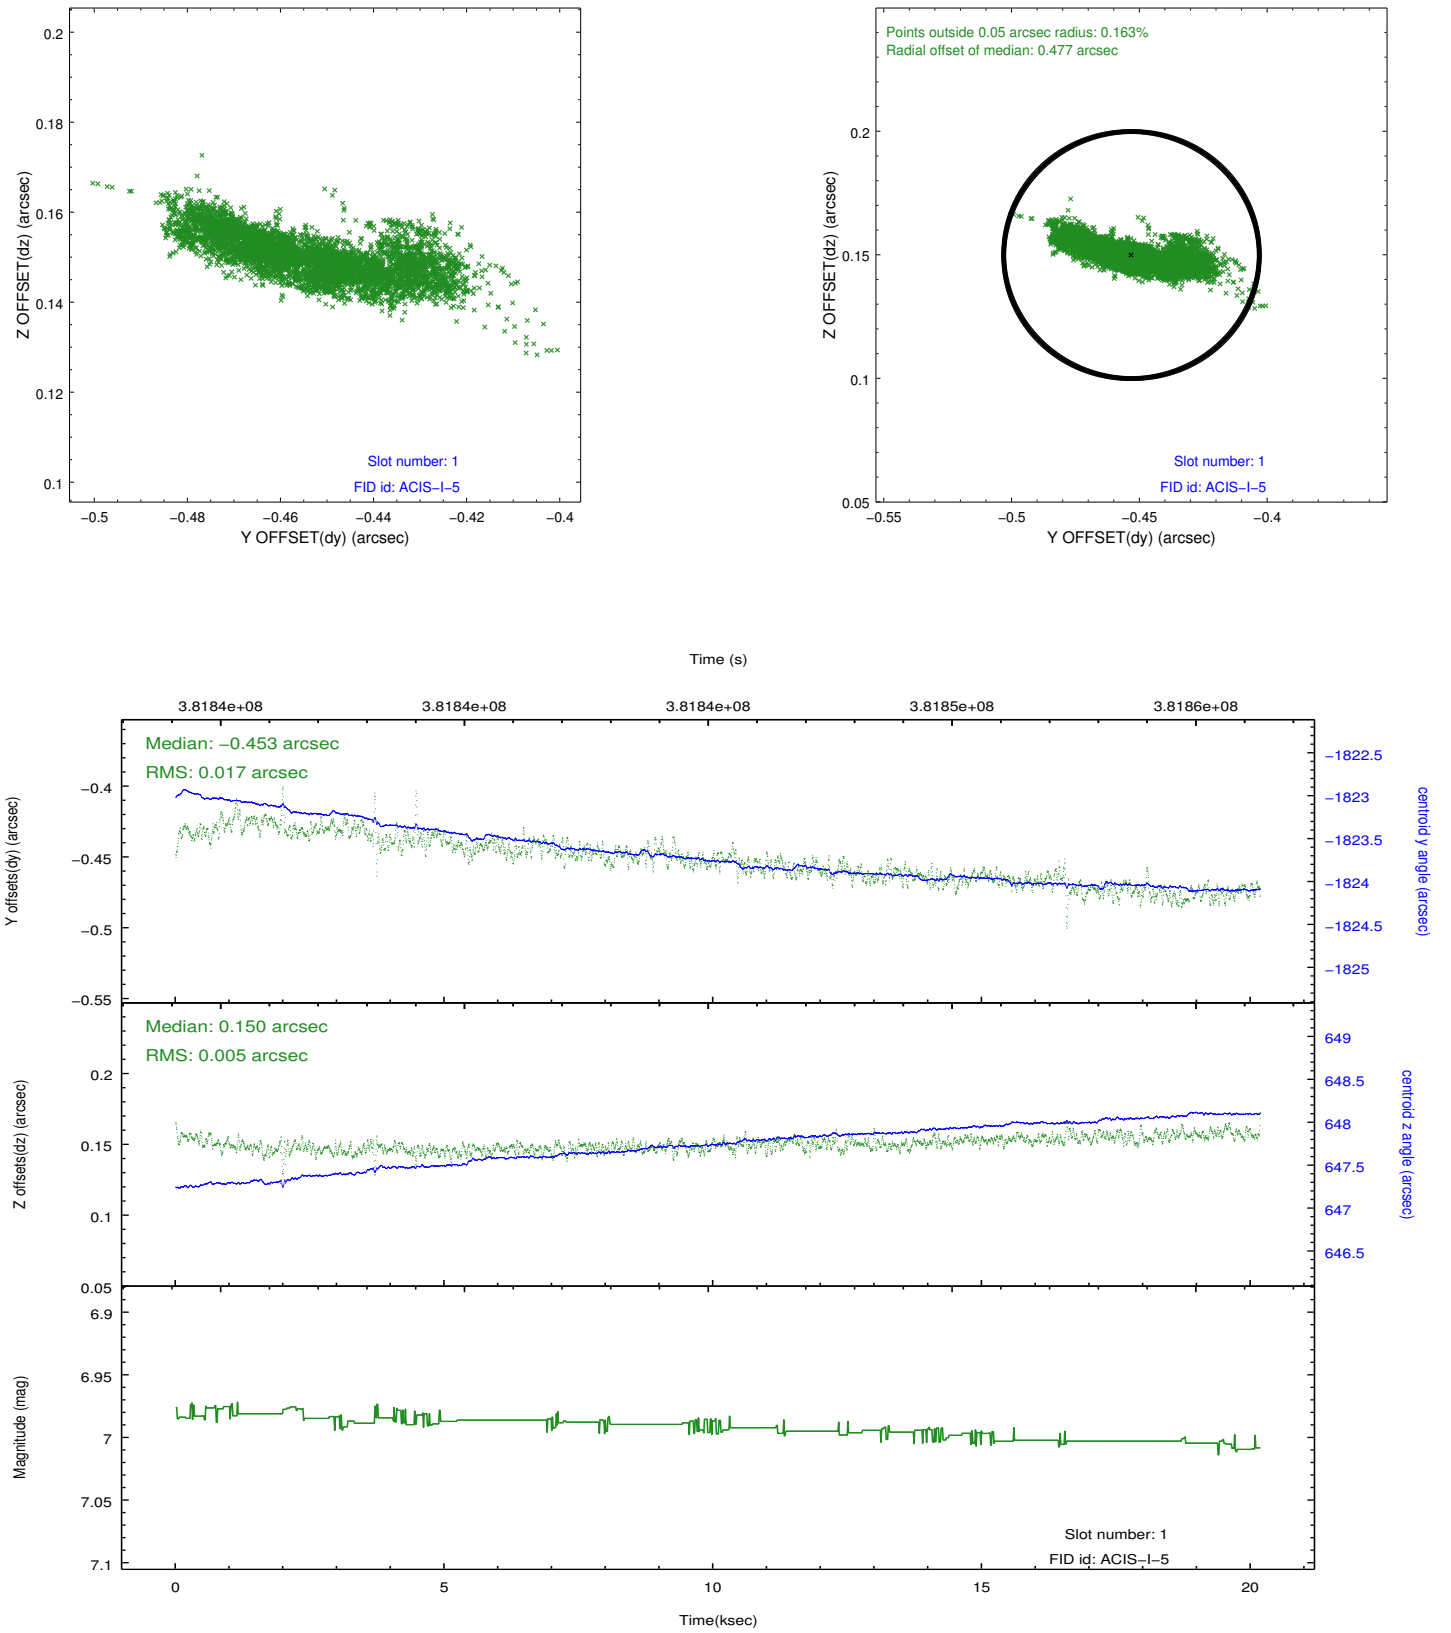 0.2
0.18
0.16
0.14
0.12
0.1
Z OFFSET(dz) (arcsec)
Slot number: 1
FID id: ACIS−I−5
−0.5 −0.48 −0.46 −0.44 −0.42 −0.4
Y OFFSET(dy) (arcsec)
Points outside 0.05 arcsec radius: 0.163%
Radial offset of median: 0.477 arcsec
0.2
0.15
0.1
0.05
Z OFFSET(dz) (arcsec)
Slot number: 1
FID id: ACIS−I−5
−0.55 −0.5 −0.45 −0.4
Y OFFSET(dy) (arcsec)
Time (s)
3.8184e+08 3.8184e+08 3.8184e+08 3.8185e+08 3.8186e+08
Median: −0.453 arcsec
RMS: 0.017 arcsec
−0.4
−0.45
−0.5
−0.55
Y offsets(dy) (arcsec)
−1822.5
−1823
−1823.5
−1824
−1824.5
−1825
centroid y angle (arcsec)
Median: 0.150 arcsec
RMS: 0.005 arcsec
0.2
0.15
0.1
0.05
Z offsets(dz) (arcsec)
649
648.5
648
647.5
647
646.5
centroid z angle (arcsec)
6.9
6.95
7
7.05
7.1
Magnitude (mag)
Slot number: 1
FID id: ACIS−I−5
0 5 10 15 20
Time(ksec)